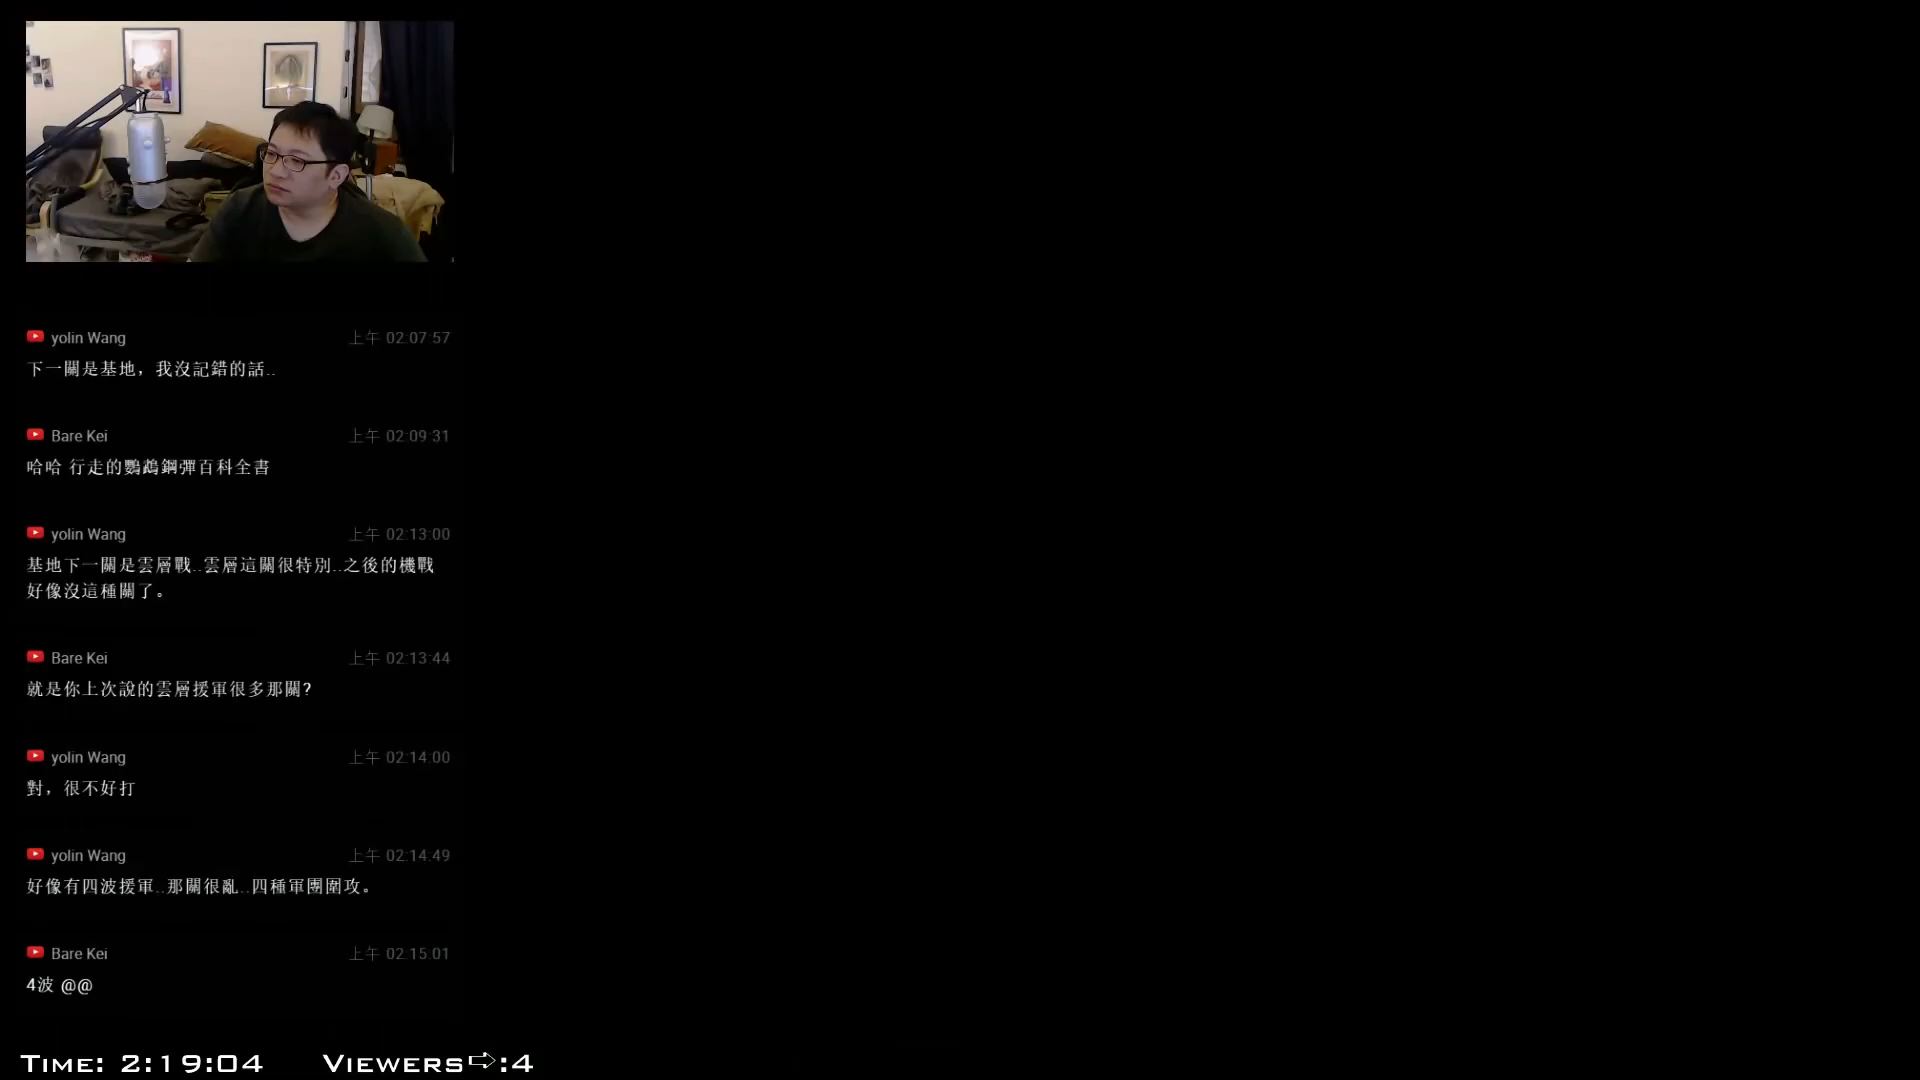 yolin Wang 上午 02:07:57
下一關是基地，我沒記錯的話..
Bare Kei 上午 02:09:31
哈哈 行走的鸚鵡鋼彈百科全書
yolin Wang 上午 02:13:00
基地下一關是雲層戰..雲層這關很特別..之後的機戰
好像沒這種關了。
Bare Kei 上午 02:13:44
就是你上次說的雲層援軍很多那關?
yolin Wang 上午 02:14:00
對，很不好打
yolin Wang 上午 02:14:49
好像有四波援軍..那關很亂..四種軍團圍攻。
Bare Kei 上午 02:15:01
4波 @@
TIME: 2:19:04 VIEWERS⇨:4